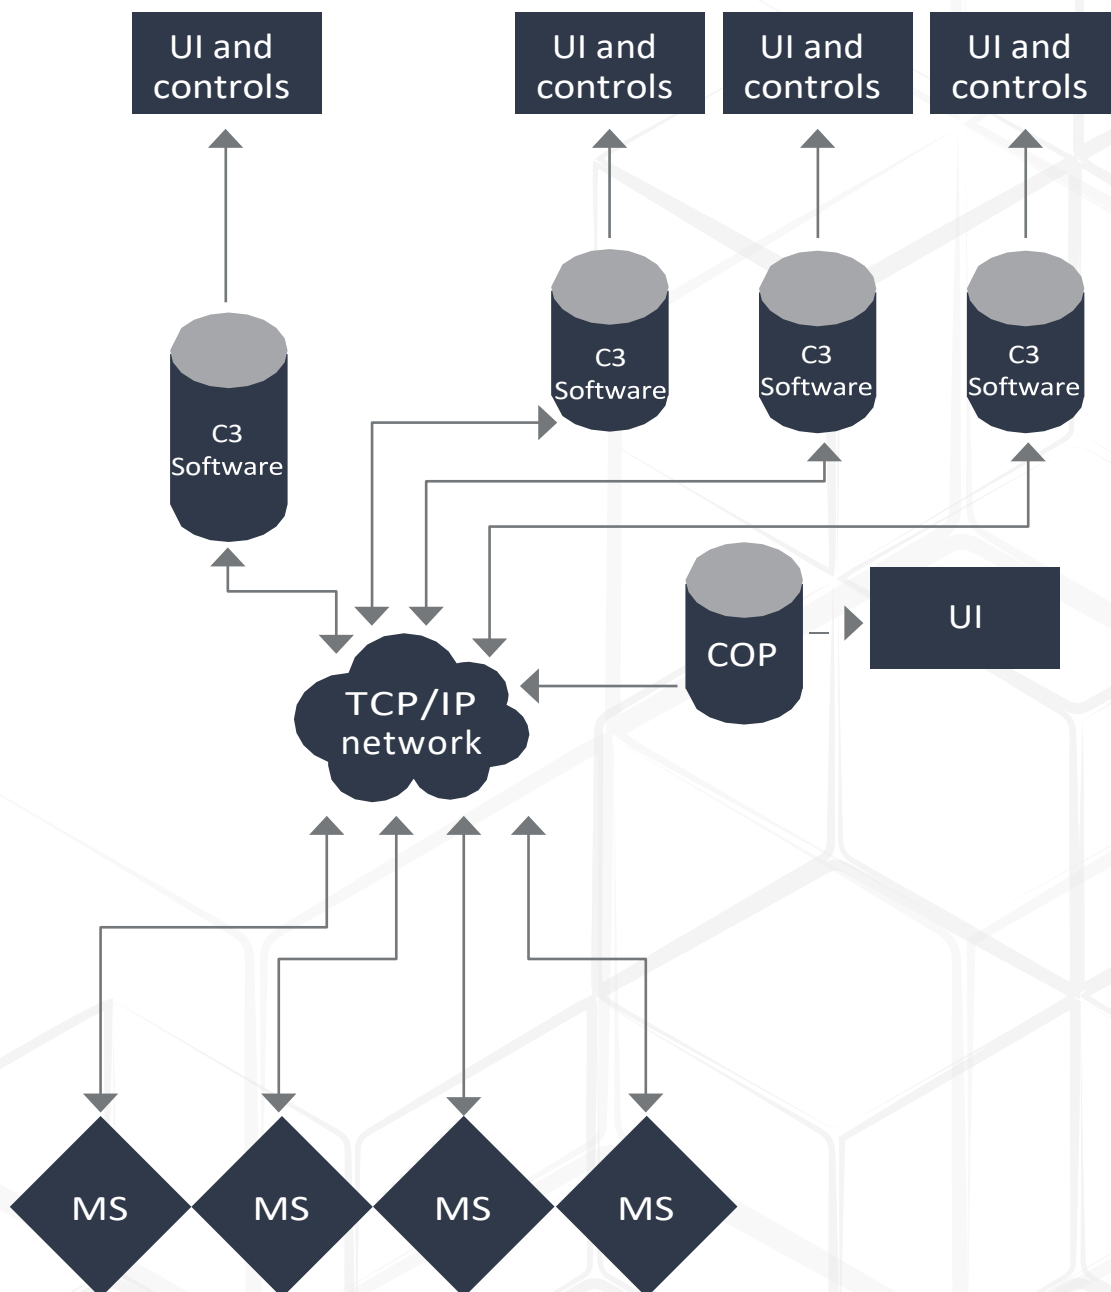 UI and
controls
UI and
controls
UI and
controls
UI and
controls
C3
Software
C3
Software
C3
Software
C3
Software
COP
UI
TCP/IP
network
MS
MS
MS
MS